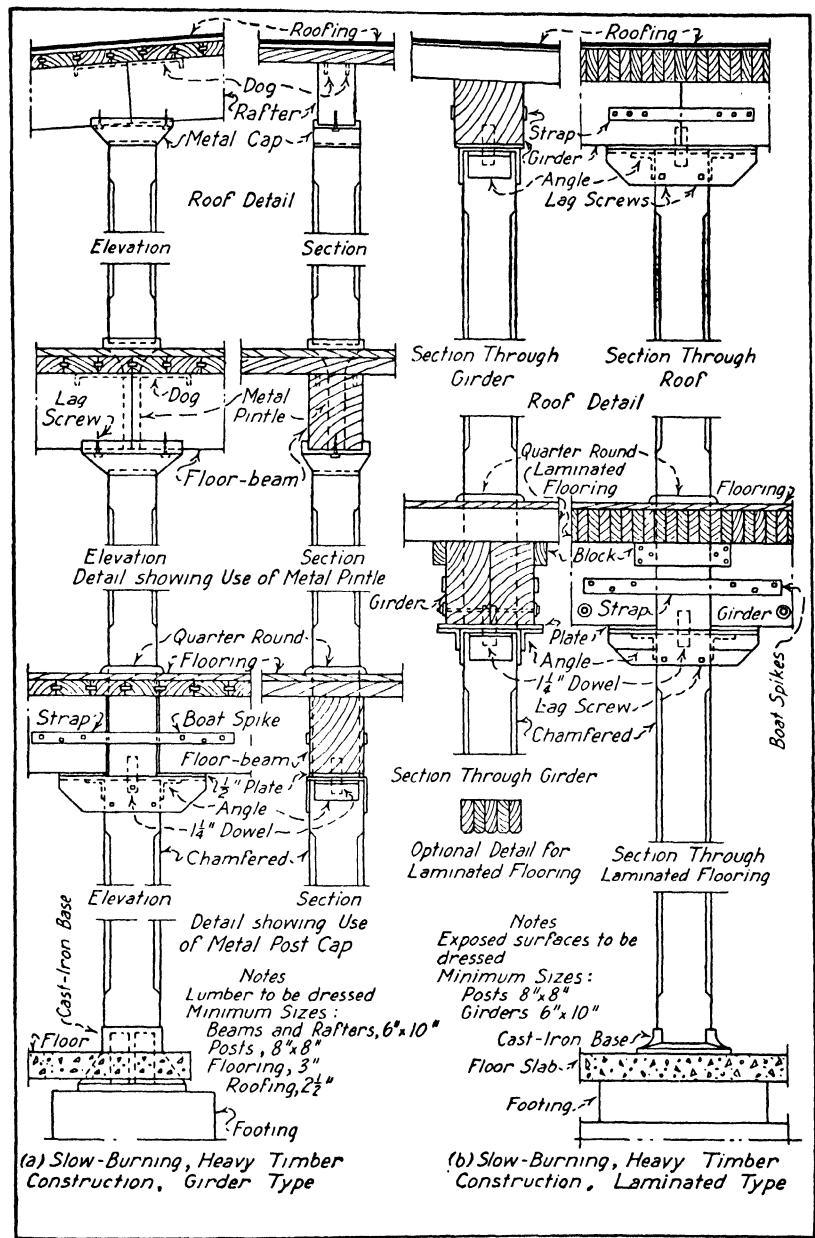 Roofing
Dog
Rafter
Metal Cap
Roof Detail
Elevation
Section
Lag
Screw
Dog
Metal
Pintle
Floor-beam
Elevation
Section
Detail showing Use of Metal Pintle
Quarter Round
Flooring
Strap
Boat Spike
Floor-beam
1/2" Plate
Angle
1 1/4" Dowel
Chamfered
Elevation
Section
Detail showing Use
of Metal Post Cap
Cast-Iron Base
Notes
Lumber to be dressed
Minimum Sizes:
Beams and Rafters, 6"x10"
Posts, 8"x8"
Flooring, 3"
Roofing, 2 1/2"
Floor
Footing
(a) Slow-Burning, Heavy Timber
Construction, Girder Type
Roofing
Strap
Girder
Angle
Lag Screws
Section Through
Girder
Section Through
Roof
Roof Detail
Quarter Round
Laminated
Flooring
Flooring
Block
Girder
Strap
Girder
Plate
Angle
1 1/4" Dowel
Lag Screw
Chamfered
Boat Spikes
Section Through Girder
Optional Detail for
Laminated Flooring
Section Through
Laminated Flooring
Notes
Exposed surfaces to be
dressed
Minimum Sizes:
Posts 8"x8"
Girders 6"x10"
Cast-Iron Base
Floor Slab
Footing
(b) Slow-Burning, Heavy Timber
Construction, Laminated Type